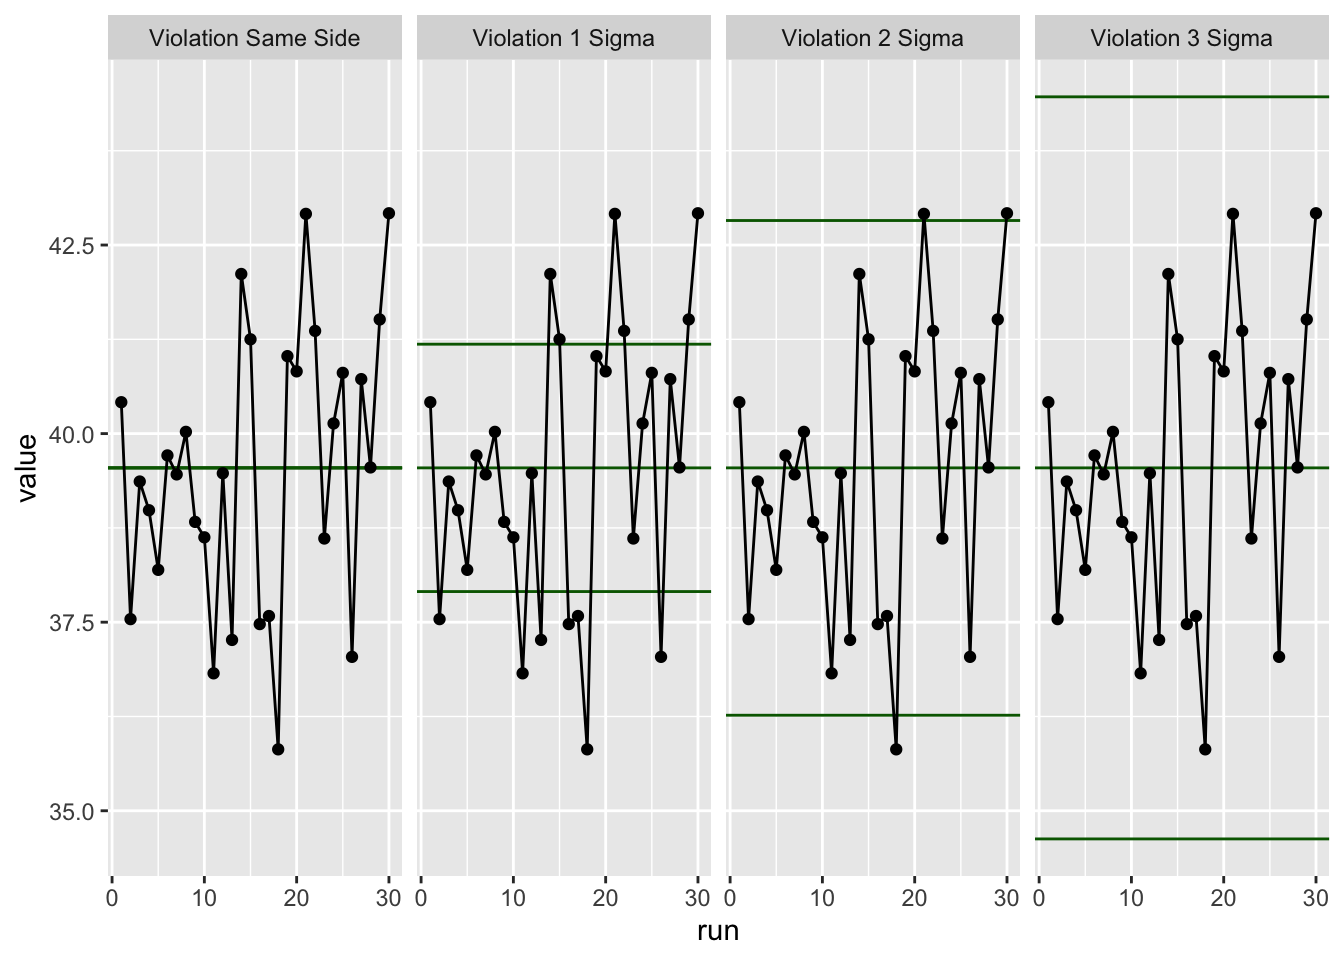 Violation Same Side
Violation 1 Sigma
Violation 2 Sigma
Violation 3 Sigma
value
42.5
40.0
37.5
35.0
0 10 20 30
0 10 20 30
0 10 20 30
0 10 20 30
run